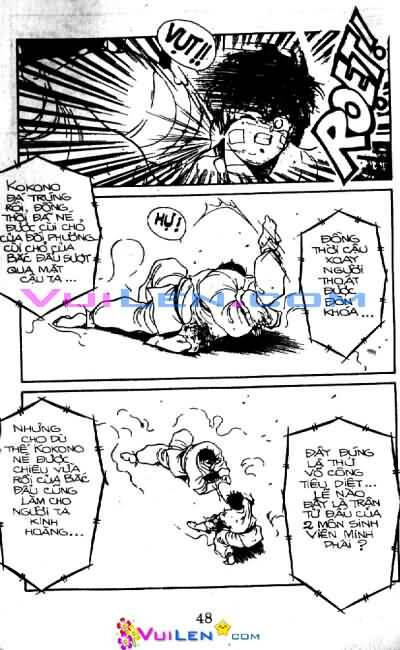 VỤT!!
ROẸT!
KOKONO
ĐÃ TRÚNG
RỒI, ĐỒNG
THỜI ĐÃ NÉ
ĐƯỢC CÙI CHỎ
CỦA ĐỐI PHƯƠNG
CÙI CHỎ CỦA
BẮC ĐẨU SƯỢT
QUA MẶT
CẬU TA...
HỰ!
ĐỒNG
THỜI CẬU
XOAY
NGƯỜI
THOÁT
ĐƯỢC
KHÓA...
VUILEN.COM
NHƯNG
CHO DÙ
THẾ KOKONO
NÉ ĐƯỢC
CHIÊU VỪA
RỒI CỦA BẮC
ĐẨU CŨNG
LÀM CHO
NGƯỜI TA
KINH
HOÀNG...
ĐÂY ĐÚNG
LÀ THỨ
VÕ CÔNG
TIÊU DIỆT...
LẼ NÀO
ĐÂY LÀ TRẬN
TỬ ĐẤU CỦA
2 MÔN SINH
VIÊN MINH
PHÁI?
48
VUILEN.COM